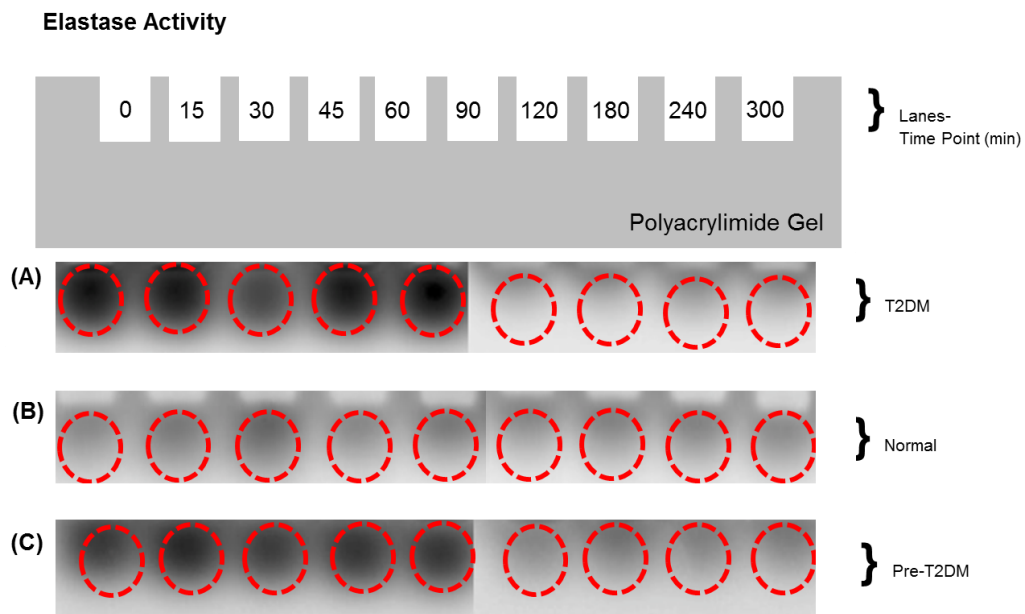 Elastase Activity
0 15 30 45 60 90 120 180 240 300
Lanes-
Time Point (min)
Polyacrylimide Gel
(A)
T2DM
(B)
Normal
(C)
Pre-T2DM